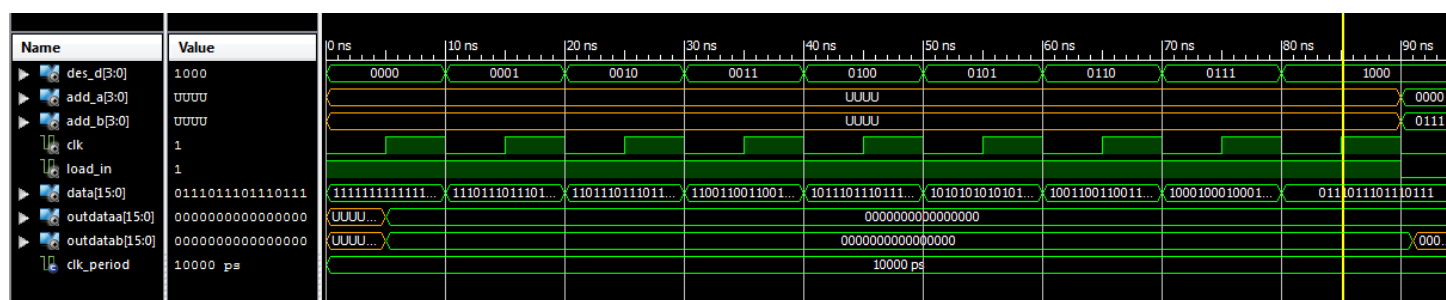 Name Value 0 ns 10 ns 20 ns 30 ns 40 ns 50 ns 60 ns 70 ns 80 ns 90 ns
des_d[3:0] 1000 0000 0001 0010 0011 0100 0101 0110 0111 1000
add_a[3:0] UUUU UUUU 0000
add_b[3:0] UUUU UUUU 0111
clk 1
load_in 1
data[15:0] 0111011101110111 1111111111111... 1110111011101... 1101110111011... 1100110011001... 1011101110111... 1010101010101... 1001100110011... 1000100010001... 0111011101110111
outdataa[15:0] 0000000000000000 UUUU... 0000000000000000
outdatab[15:0] 0000000000000000 UUUU... 0000000000000000 000...
clk_period 10000 ps 10000 ps